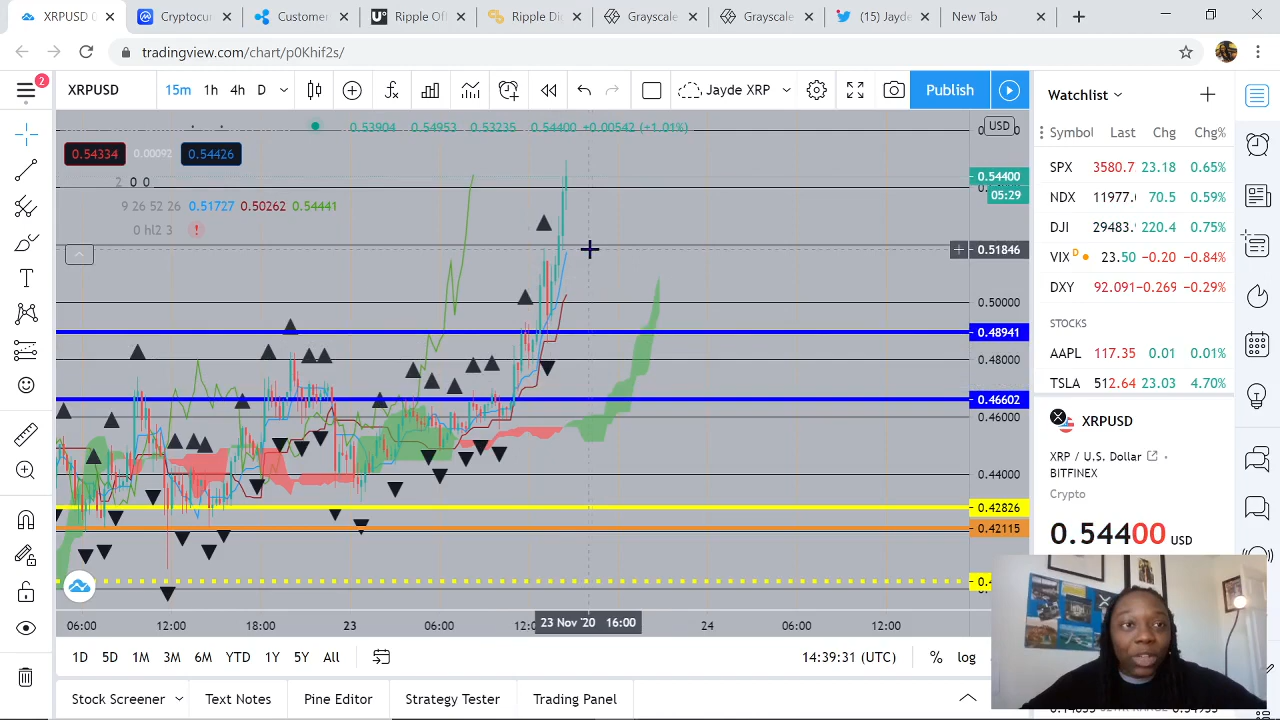 XRPUSD 0
Cryptocur
Customer
Ripple Off
Ripple Di
Grayscale
Grayscale
(15) Jayde
New Tab
tradingview.com/chart/p0Khif2s/
2
XRPUSD 15m 1h 4h D
Jayde XRP
Publish
Watchlist
0.53904 0.54953 0.53235 0.54400 +0.00542 (+1.01%)
USD
0.54334 0.00092 0.54426
2 0 0
9 26 52 26 0.51727 0.50262 0.54441
0 hl2 3 !
0.54400
05:29
0.51846
0.50000
0.48941
0.48000
0.46602
0.46000
0.44000
0.42826
0.42115
06:00 12:00 18:00 23 06:00 23 Nov '20 16:00 24 06:00 12:00
Symbol Last Chg Chg%
SPX 3580.7 23.18 0.65%
NDX 11977. 70.5 0.59%
DJI 29483. 220.4 0.75%
VIX D 23.50 −0.20 −0.84%
DXY 92.091 −0.269 −0.29%
STOCKS
AAPL 117.35 0.01 0.01%
TSLA 512.64 23.03 4.70%
XRPUSD
XRP / U.S. Dollar
BITFINEX
Crypto
0.54400 USD
1D 5D 1M 3M 6M YTD 1Y 5Y All
14:39:31 (UTC) % log
Stock Screener Text Notes Pine Editor Strategy Tester Trading Panel